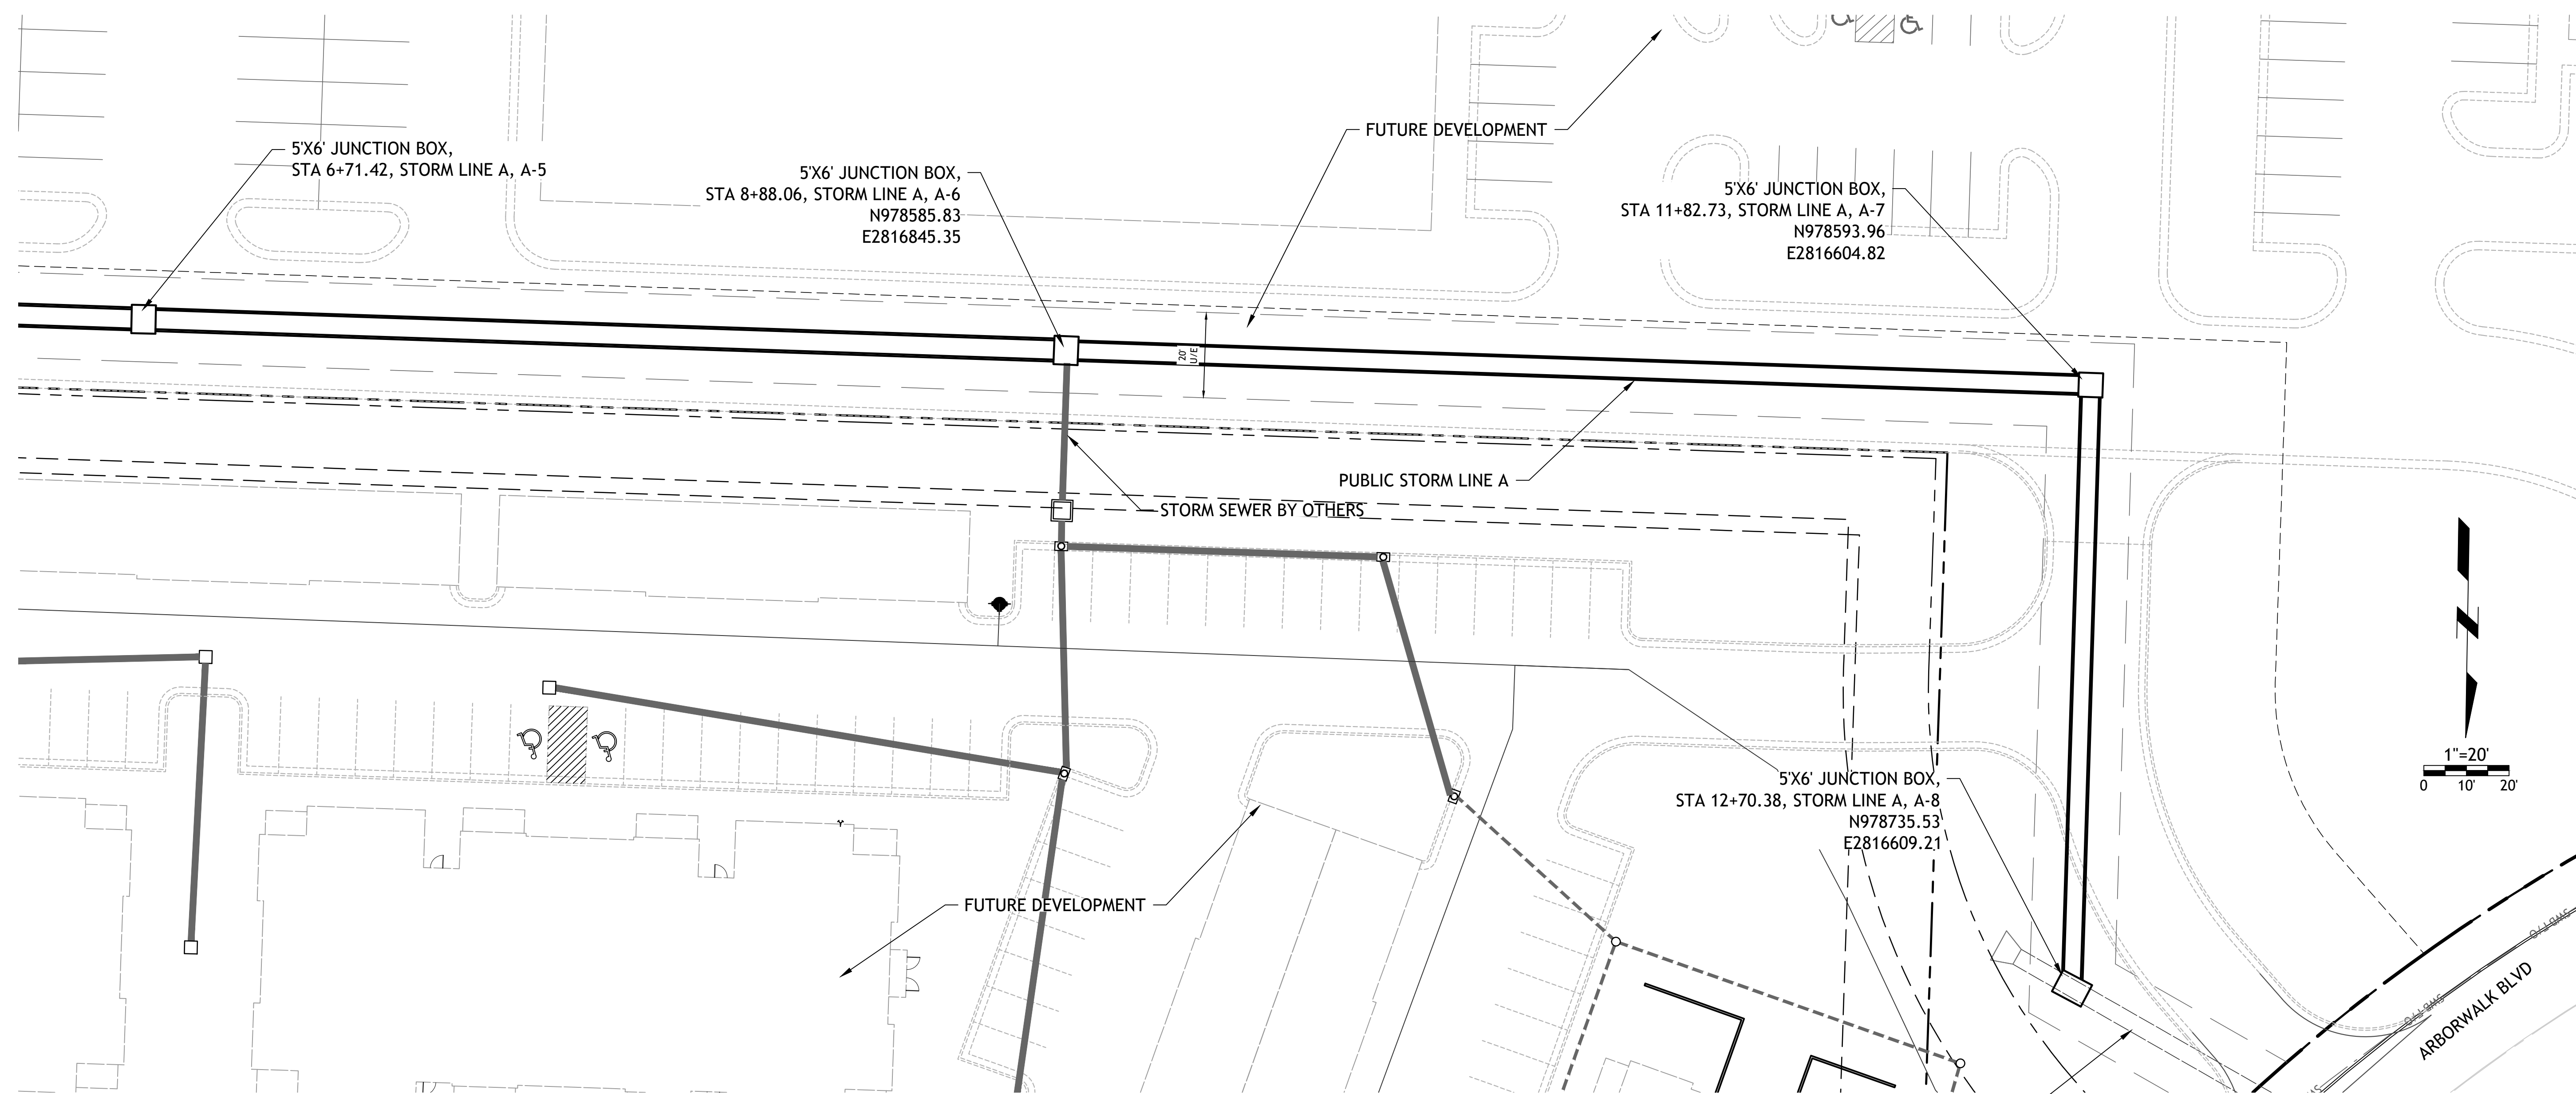 FUTURE DEVELOPMENT
5'X6' JUNCTION BOX,
STA 6+71.42, STORM LINE A, A-5
5'X6' JUNCTION BOX,
STA 8+88.06, STORM LINE A, A-6
N978585.83
E2816845.35
5'X6' JUNCTION BOX,
STA 11+82.73, STORM LINE A, A-7
N978593.96
E2816604.82
20'
U/E
PUBLIC STORM LINE A
STORM SEWER BY OTHERS
N
1"=20'
0 10' 20'
5'X6' JUNCTION BOX,
STA 12+70.38, STORM LINE A, A-8
N978735.53
E2816609.21
FUTURE DEVELOPMENT
ARBORWALK BLVD